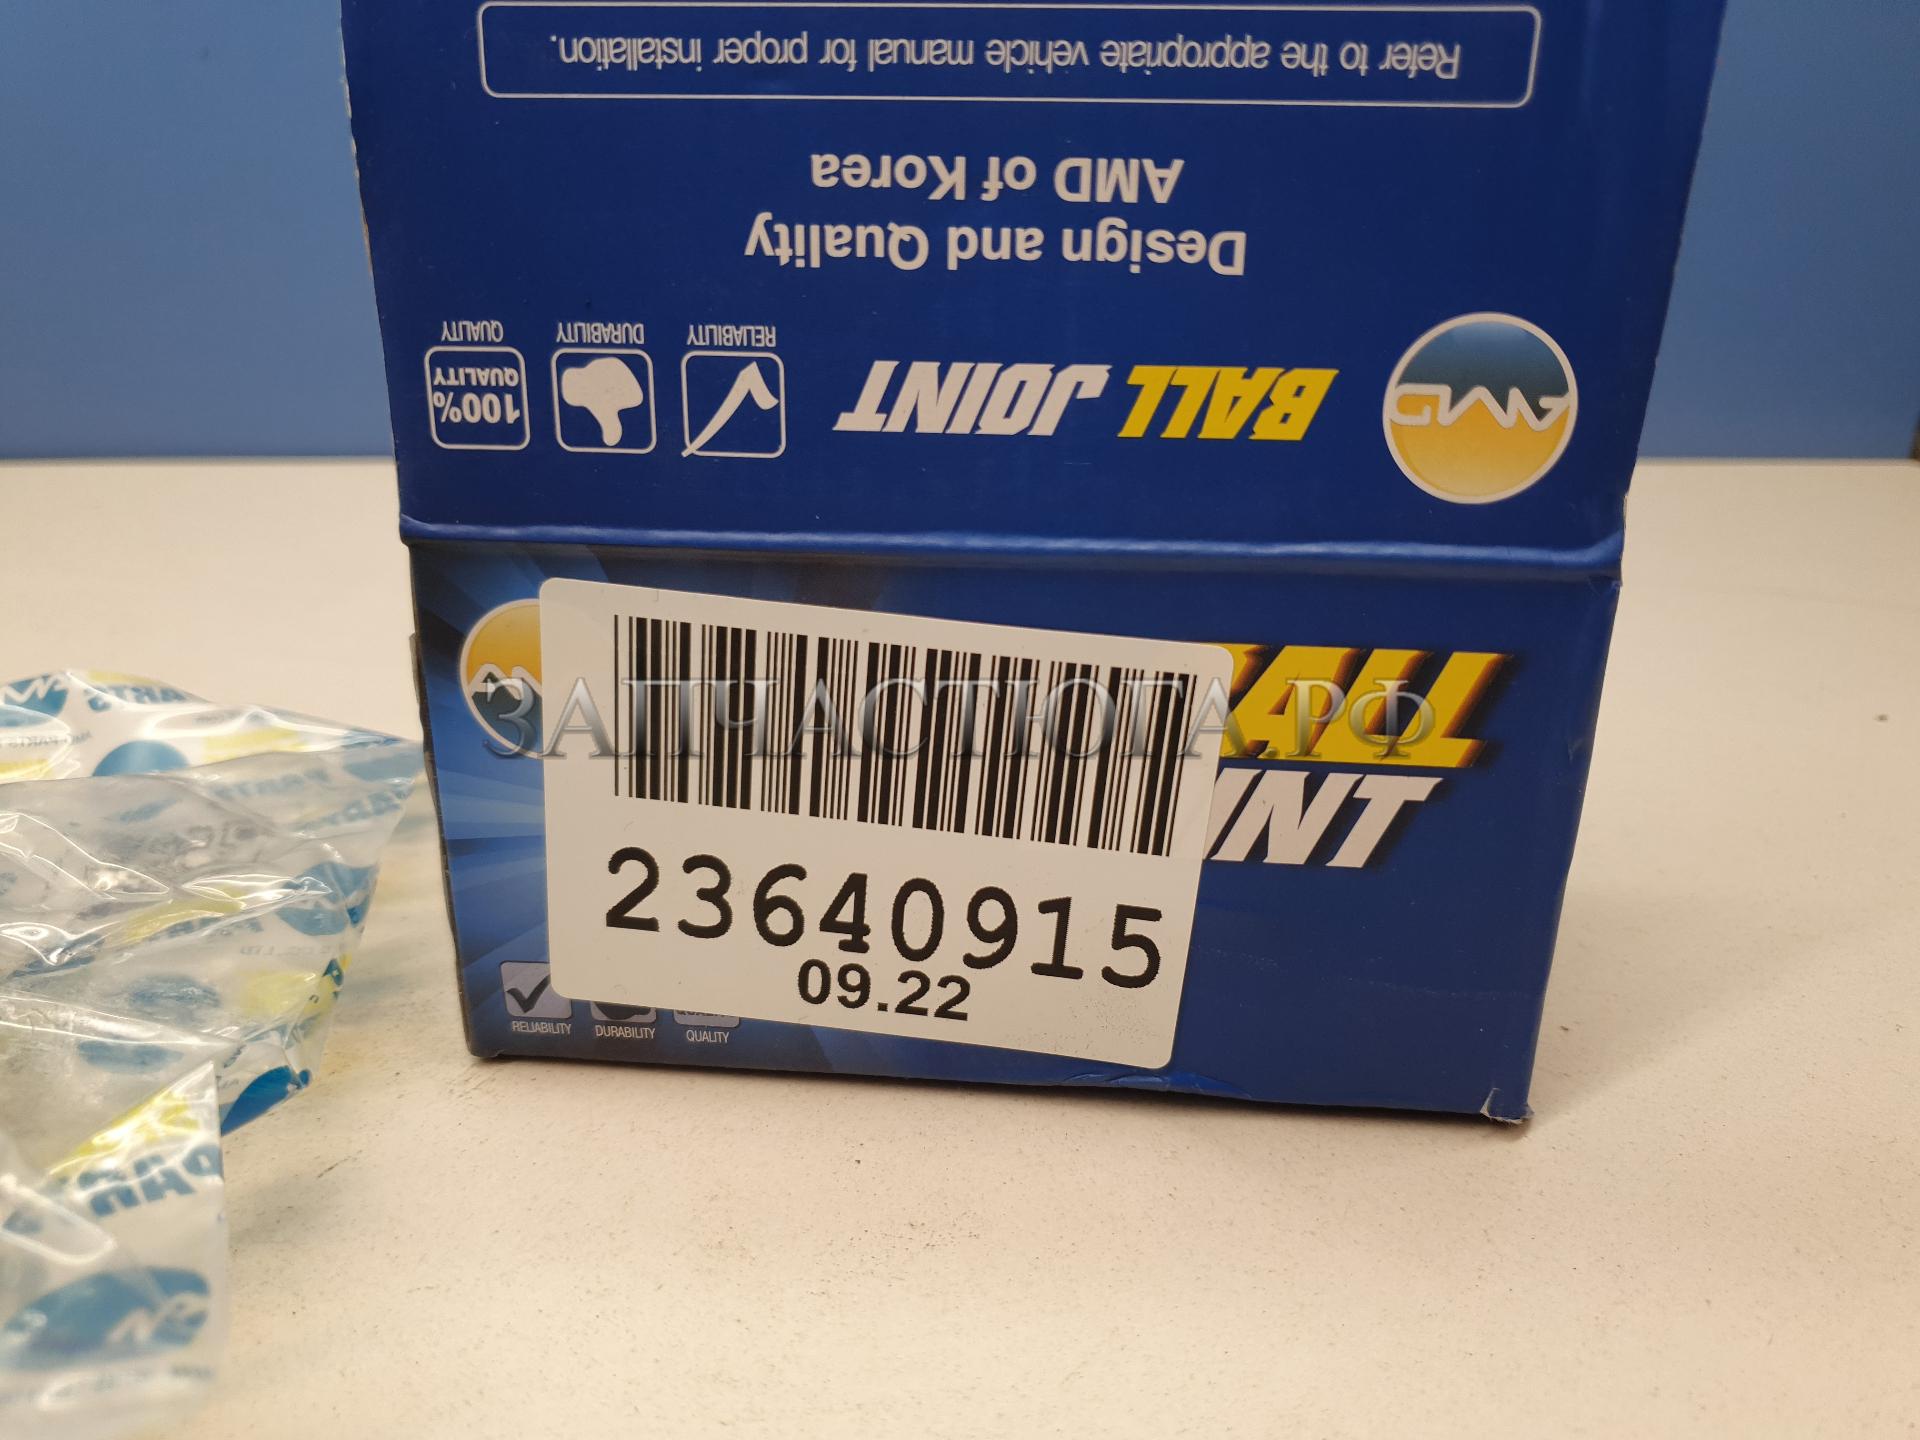 Refer to the appropriate vehicle manual for proper installation.
AMD of Korea
Design and Quality
QUALITY
DURABILITY
RELIABILITY
100%
QUALITY
BALL JOINT
AMD
ЗАПЧАСТЮГА.РФ
23640915
09.22
RELIABILITY
DURABILITY
QUALITY